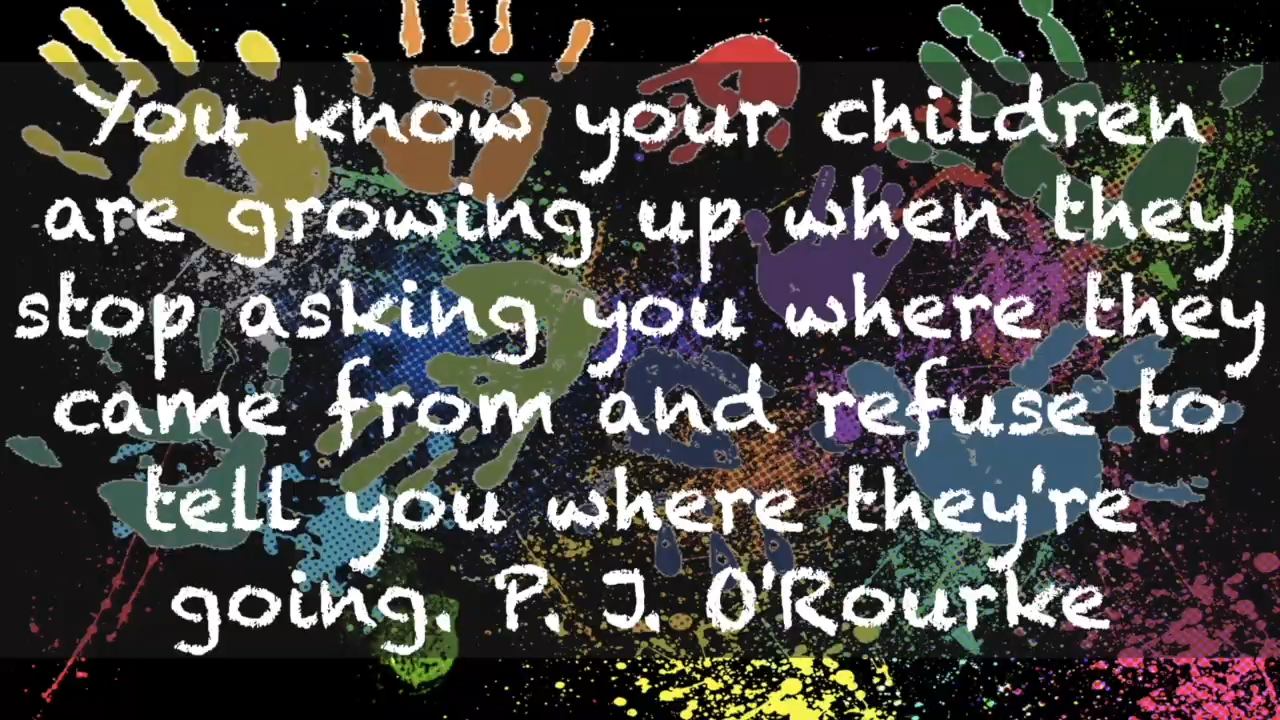 You know your children
are growing up when they
stop asking you where they
came from and refuse to
tell you where they're
going. P. J. O'Rourke